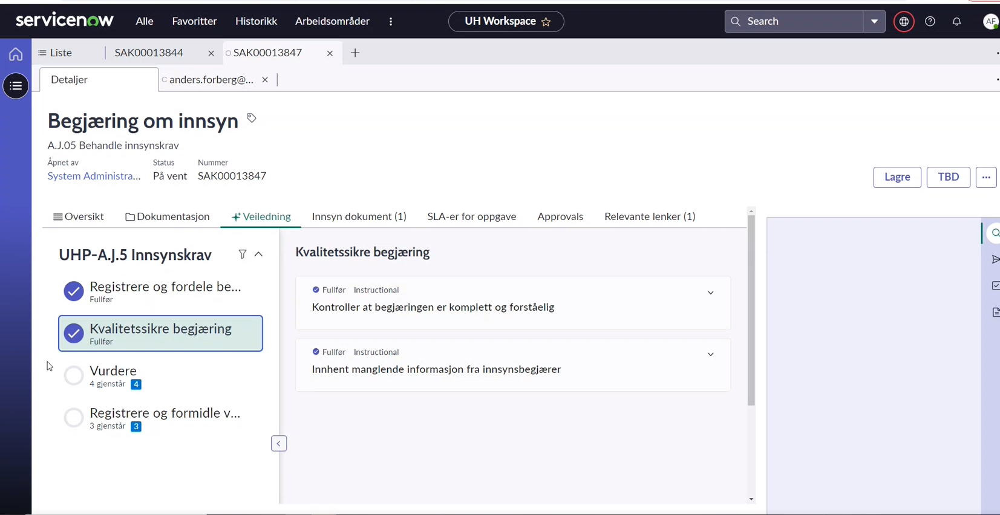 servicenow Alle Favoritter Historikk Arbeidsområder UH Workspace Search AF
Liste SAK00013844 SAK00013847
Detaljer anders.forberg@...
Begjæring om innsyn
A.J.05 Behandle innsynskrav
Åpnet av Status Nummer
System Administra... På vent SAK00013847
Lagre TBD
Oversikt Dokumentasjon Veiledning Innsyn dokument (1) SLA-er for oppgave Approvals Relevante lenker (1)
UHP-A.J.5 Innsynskrav
Registrere og fordele be...
Fullfør
Kvalitetssikre begjæring
Fullfør
Vurdere
4 gjenstår 4
Registrere og formidle v...
3 gjenstår 3
Kvalitetssikre begjæring
Fullfør Instructional
Kontroller at begjæringen er komplett og forståelig
Fullfør Instructional
Innhent manglende informasjon fra innsynsbegjærer